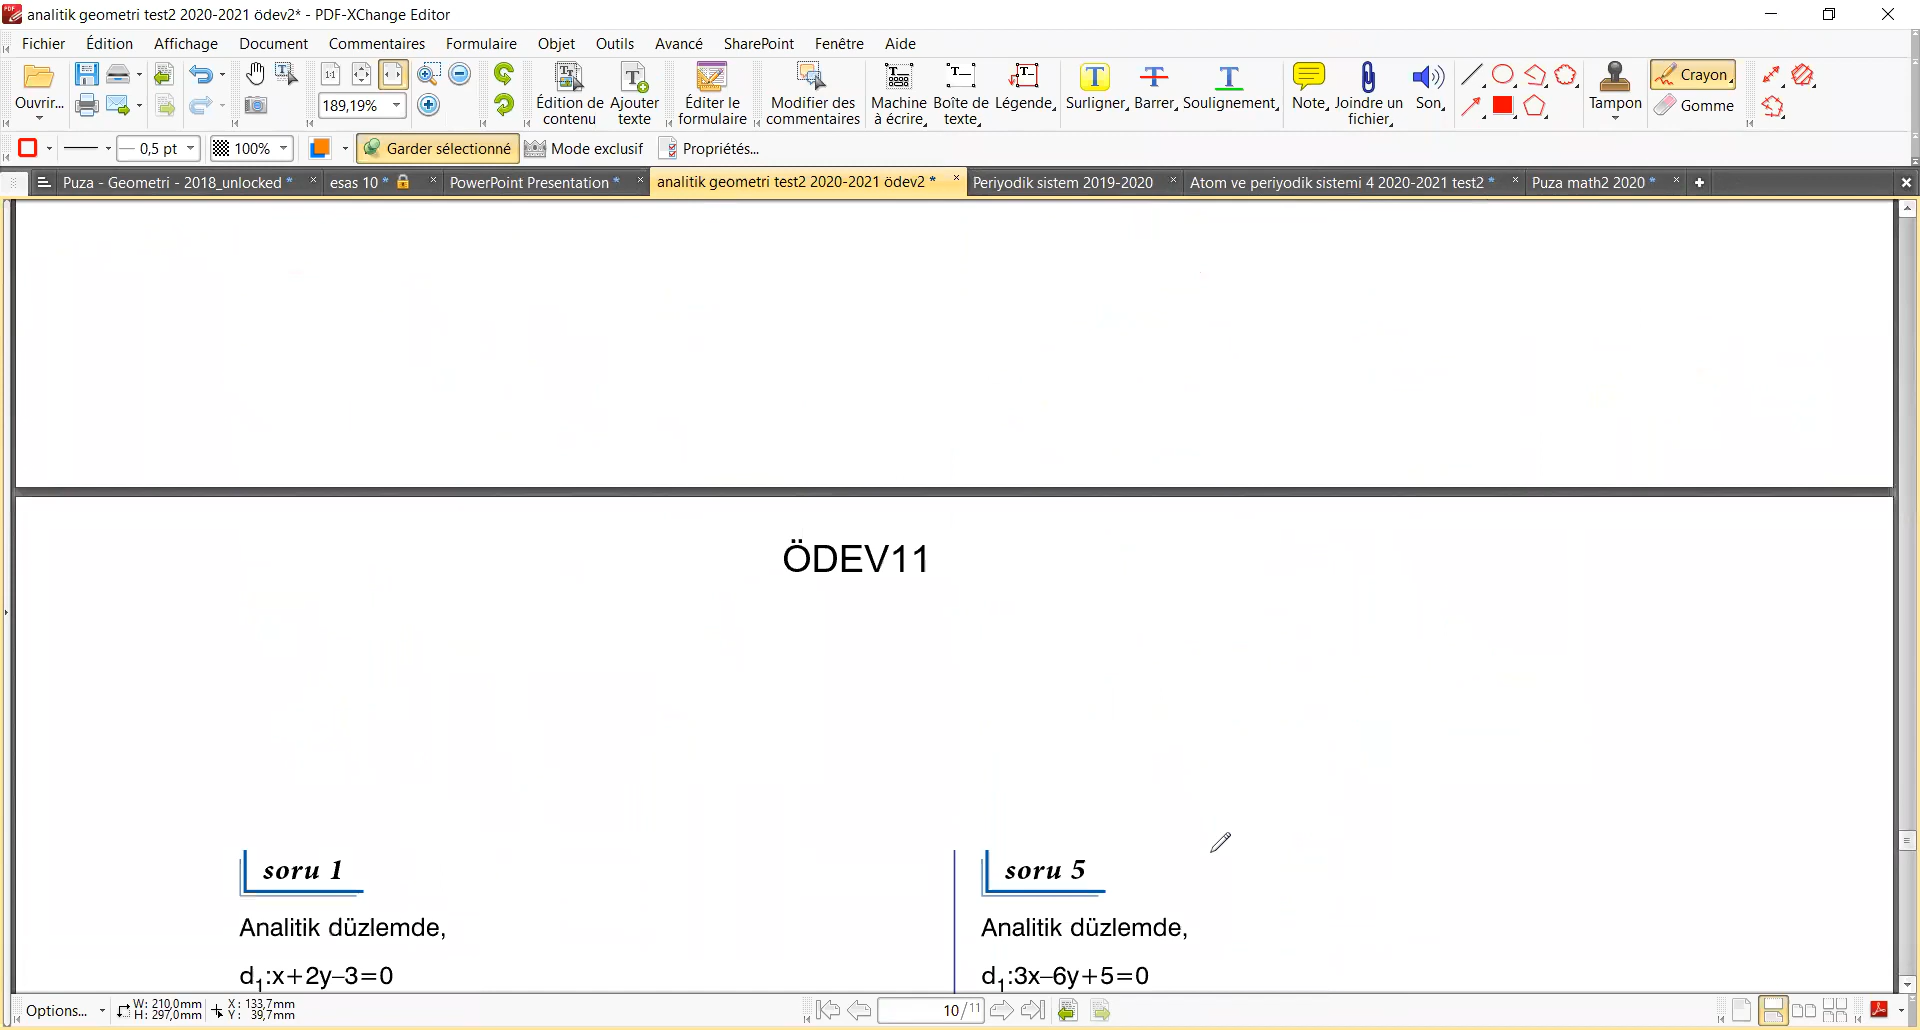 analitik geometri test2 2020-2021 ödev2* - PDF-XChange Editor
Fichier Édition Affichage Document Commentaires Formulaire Objet Outils Avancé SharePoint Fenêtre Aide
Ouvrir...
1:1
189,19%
Édition de contenu
Ajouter texte
Éditer le formulaire
Modifier des commentaires
Machine à écrire
Boîte de texte
Légende
Surligner
Barrer
Soulignement
Note
Joindre un fichier
Son
Tampon
Crayon
Gomme
0,5 pt 100% Garder sélectionné Mode exclusif Propriétés...
Puza - Geometri - 2018_unlocked * esas 10 * PowerPoint Presentation * analitik geometri test2 2020-2021 ödev2 * Periyodik sistem 2019-2020 Atom ve periyodik sistemi 4 2020-2021 test2 * Puza math2 2020 *
ÖDEV11
soru 1
Analitik düzlemde,
d₁:x+2y–3=0
soru 5
Analitik düzlemde,
d₁:3x–6y+5=0
Options... W: 210,0mm X: 133,7mm 10/11
H: 297,0mm Y: 39,7mm